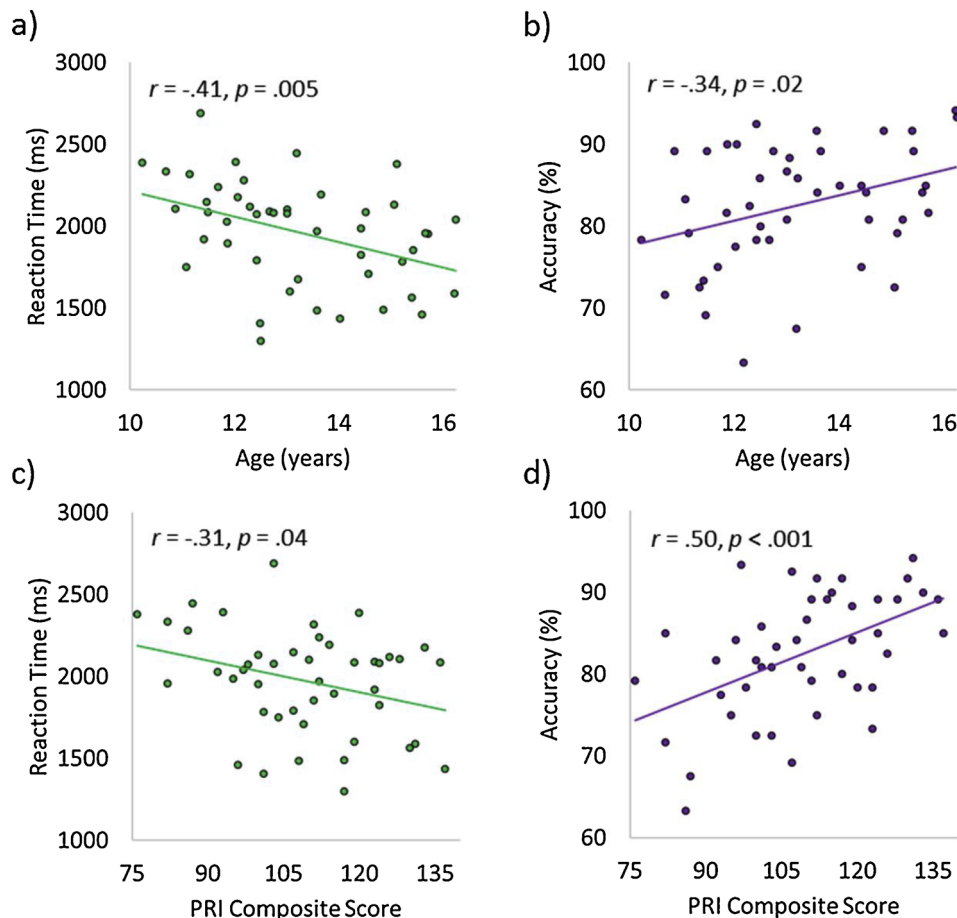 a)
r = -.41, p = .005
3000
2500
2000
1500
1000
Reaction Time (ms)
10 12 14 16
Age (years)
b)
r = -.34, p = .02
100
90
80
70
60
Accuracy (%)
10 12 14 16
Age (years)
c)
r = -.31, p = .04
3000
2500
2000
1500
1000
Reaction Time (ms)
75 90 105 120 135
PRI Composite Score
d)
r = .50, p < .001
100
90
80
70
60
Accuracy (%)
75 90 105 120 135
PRI Composite Score